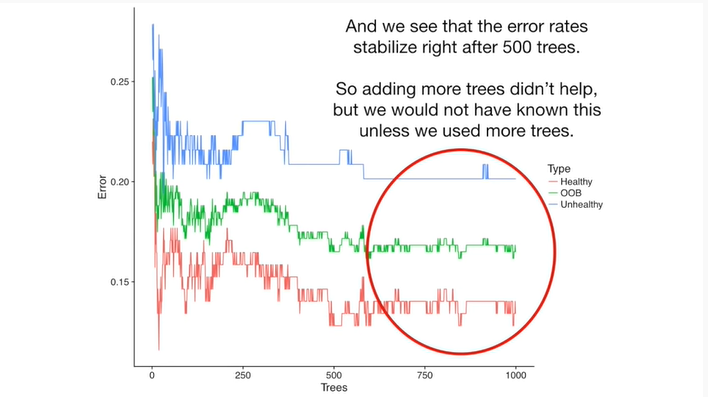 And we see that the error rates
stabilize right after 500 trees.
So adding more trees didn't help,
but we would not have known this
unless we used more trees.
0.25
0.20
0.15
Error
0
250
500
750
1000
Trees
Type
Healthy
OOB
Unhealthy